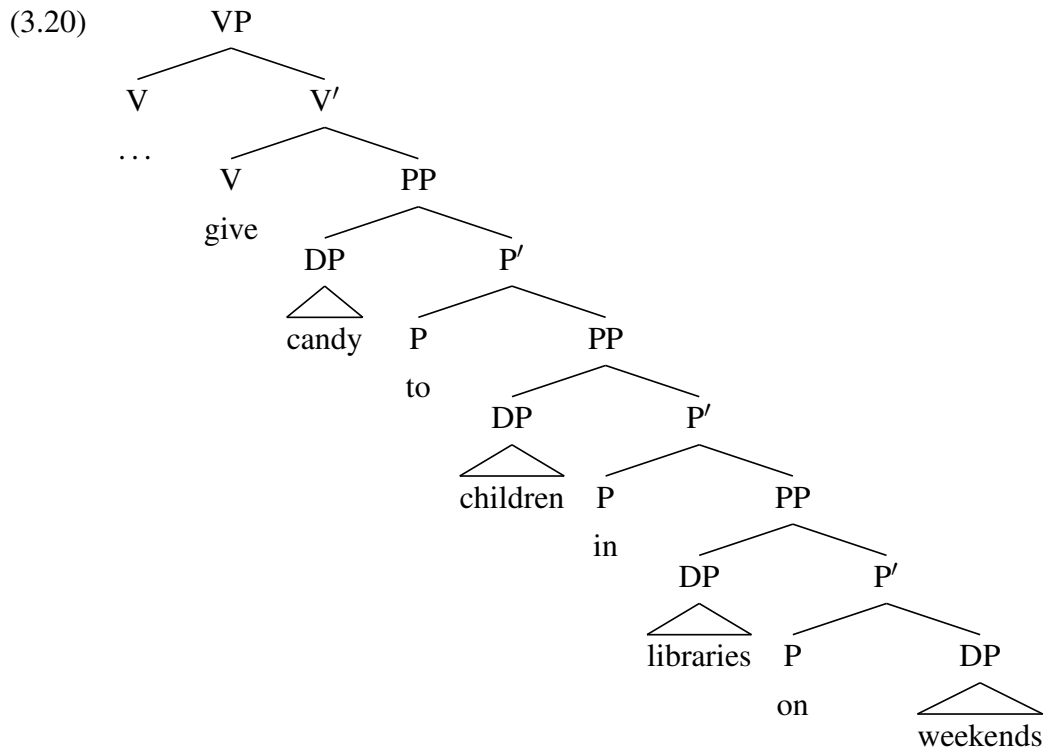 (3.20) VP
V V′
. . . V PP
give DP P′
candy P PP
to DP P′
children P PP
in DP P′
libraries P DP
on weekends